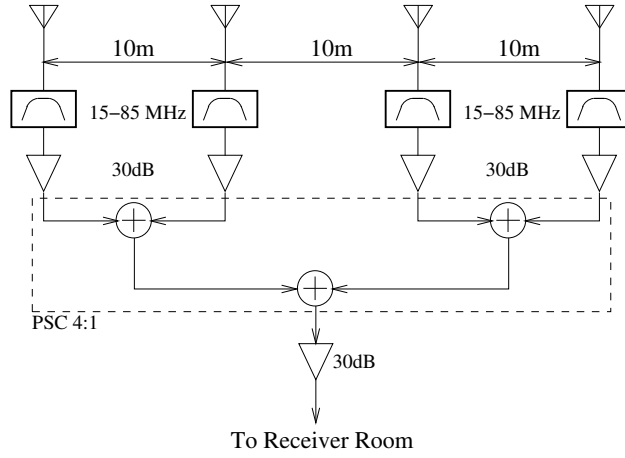 10m 10m 10m
15−85 MHz 15−85 MHz
30dB 30dB
PSC 4:1
30dB
To Receiver Room